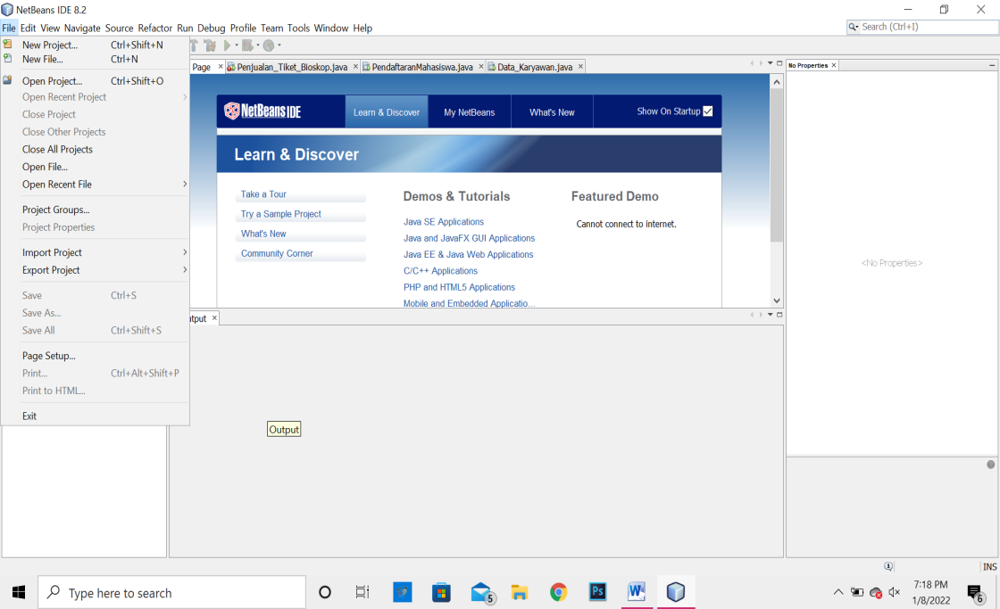 NetBeans IDE 8.2
File Edit View Navigate Source Refactor Run Debug Profile Team Tools Window Help
Search (Ctrl+I)
New Project... Ctrl+Shift+N
New File... Ctrl+N
Open Project... Ctrl+Shift+O
Open Recent Project
Close Project
Close Other Projects
Close All Projects
Open File...
Open Recent File
Project Groups...
Project Properties
Import Project
Export Project
Save Ctrl+S
Save As...
Save All Ctrl+Shift+S
Page Setup...
Print... Ctrl+Alt+Shift+P
Print to HTML...
Exit
Page Penjualan_Tiket_Bioskop.java PendaftaranMahasiswa.java Data_Karyawan.java
NetBeans IDE Learn & Discover My NetBeans What's New Show On Startup
Learn & Discover
Take a Tour
Try a Sample Project
What's New
Community Corner
Demos & Tutorials
Java SE Applications
Java and JavaFX GUI Applications
Java EE & Java Web Applications
C/C++ Applications
PHP and HTML5 Applications
Mobile and Embedded Applicatio...
Featured Demo
Cannot connect to internet.
No Properties
<No Properties>
tput
Output
INS
Type here to search
5
Ps
W
7:18 PM
1/8/2022
6